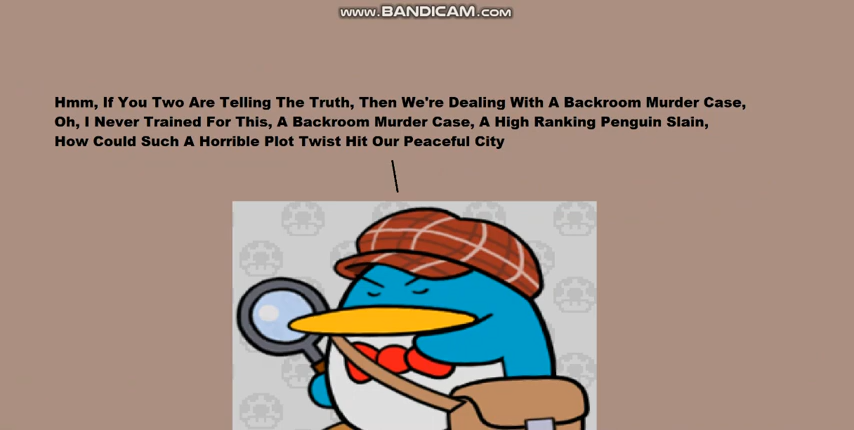 www.BANDICAM.com
Hmm, If You Two Are Telling The Truth, Then We're Dealing With A Backroom Murder Case,
Oh, I Never Trained For This, A Backroom Murder Case, A High Ranking Penguin Slain,
How Could Such A Horrible Plot Twist Hit Our Peaceful City